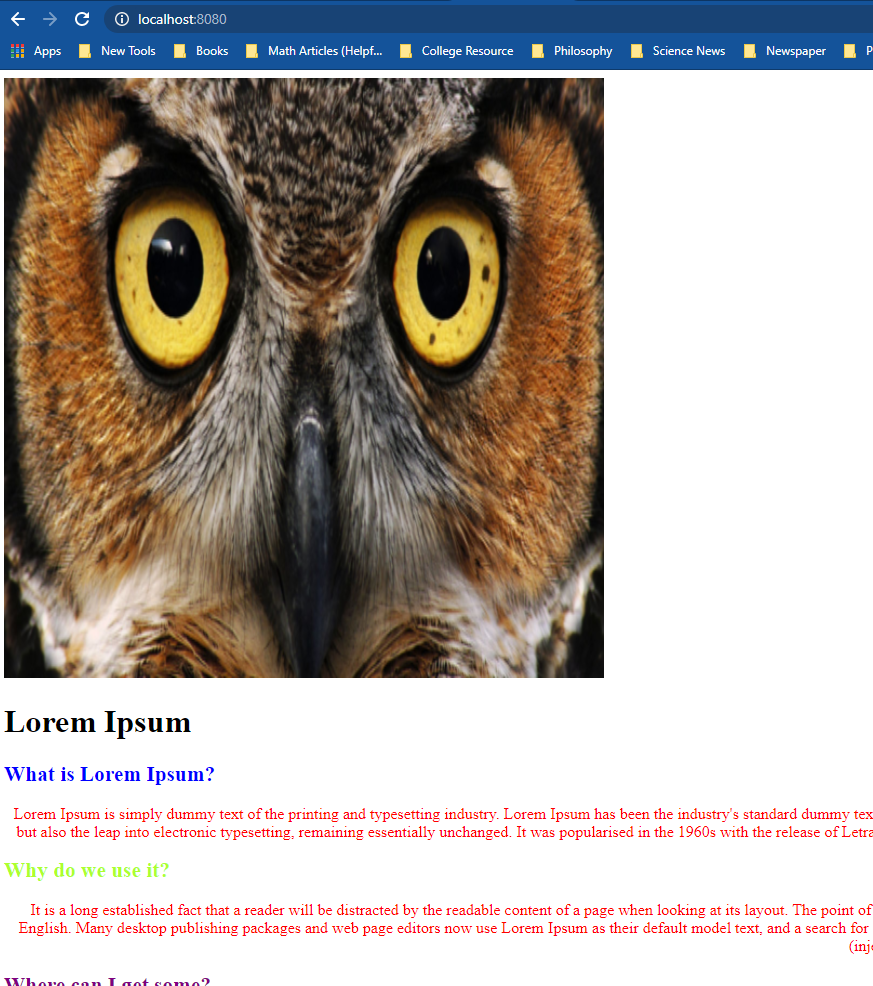 localhost:8080
Apps New Tools Books Math Articles (Helpf... College Resource Philosophy Science News Newspaper P
Lorem Ipsum
What is Lorem Ipsum?
Lorem Ipsum is simply dummy text of the printing and typesetting industry. Lorem Ipsum has been the industry's standard dummy tex
but also the leap into electronic typesetting, remaining essentially unchanged. It was popularised in the 1960s with the release of Letra
Why do we use it?
It is a long established fact that a reader will be distracted by the readable content of a page when looking at its layout. The point of
English. Many desktop publishing packages and web page editors now use Lorem Ipsum as their default model text, and a search for
(inj
Where can I get some?